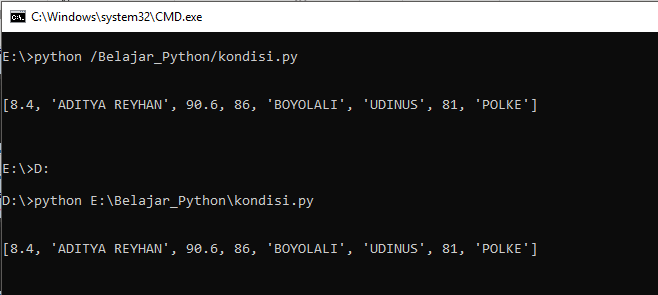 C:\Windows\system32\CMD.exe
E:\>python /Belajar_Python/kondisi.py
[8.4, 'ADITYA REYHAN', 90.6, 86, 'BOYOLALI', 'UDINUS', 81, 'POLKE']
E:\>D:
D:\>python E:\Belajar_Python\kondisi.py
[8.4, 'ADITYA REYHAN', 90.6, 86, 'BOYOLALI', 'UDINUS', 81, 'POLKE']